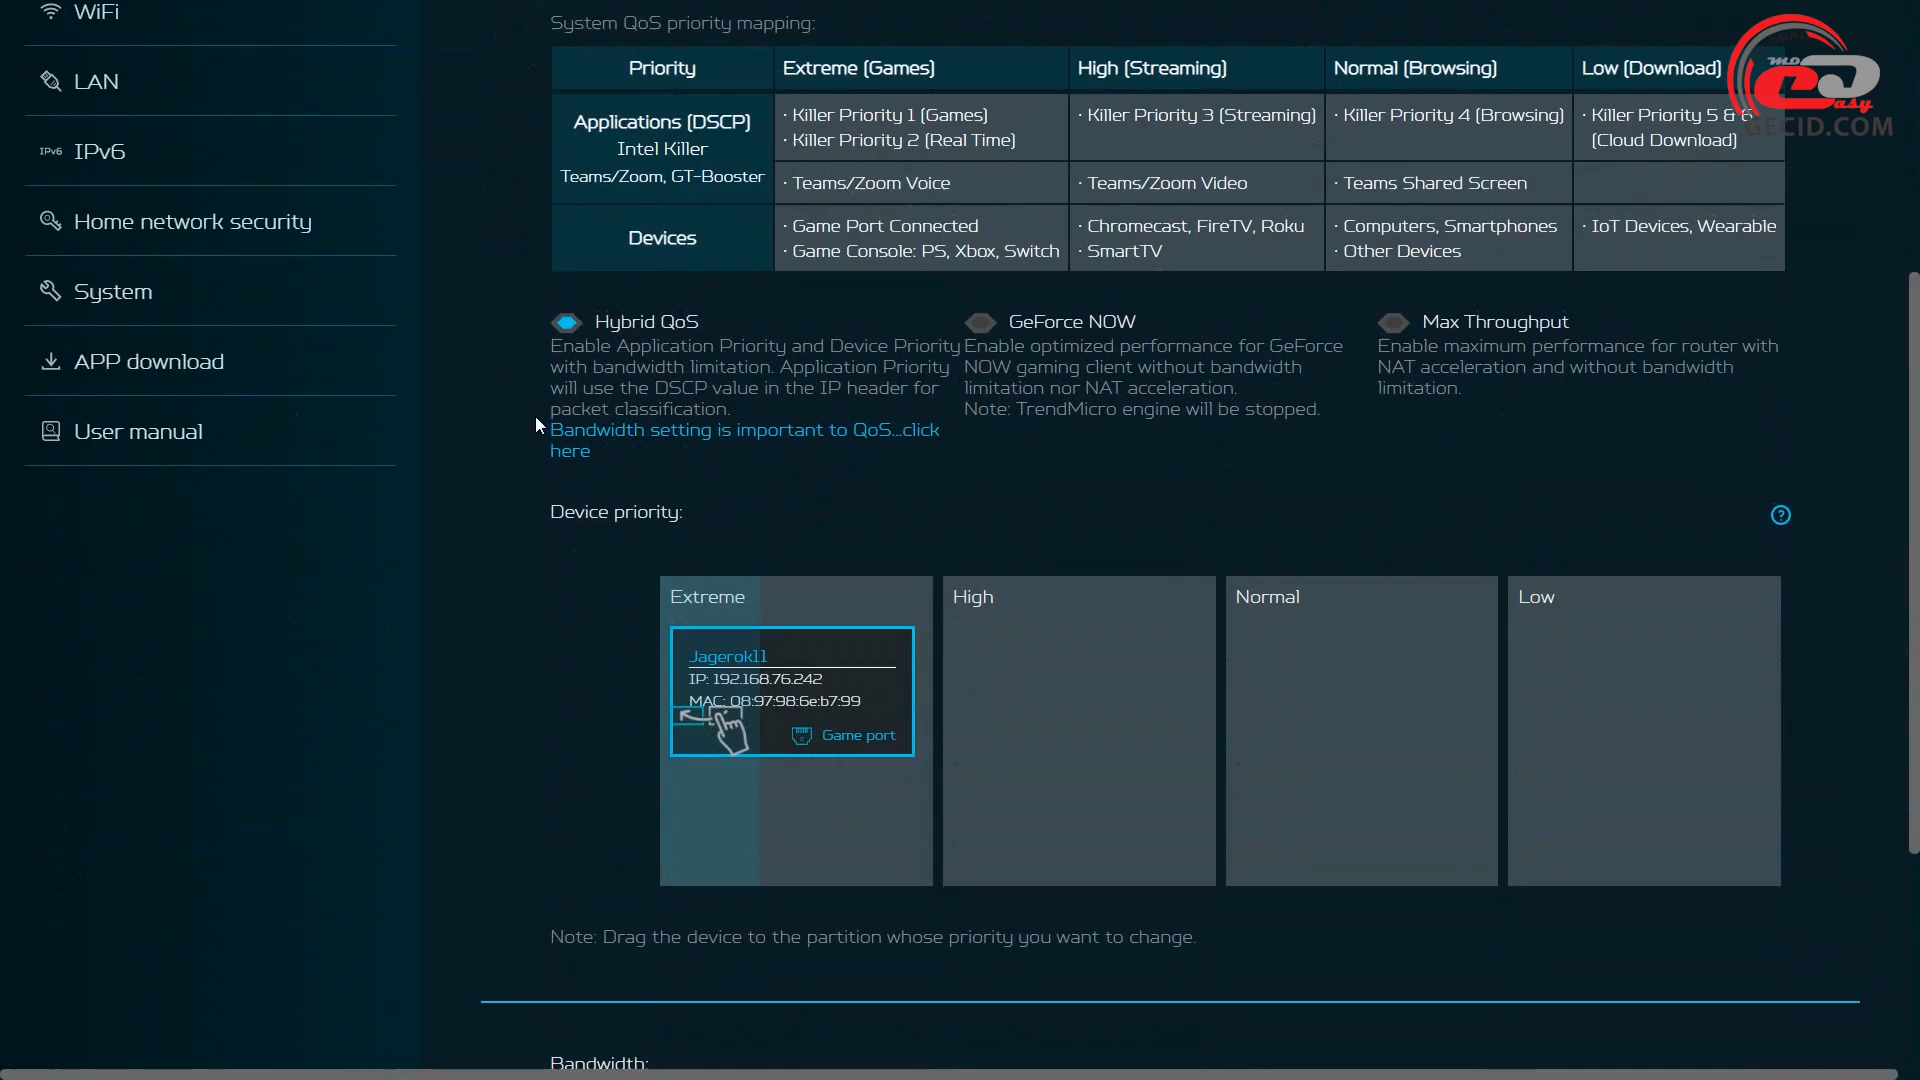 WiFi
LAN
IPv6 IPv6
Home network security
System
APP download
User manual
System QoS priority mapping:
Priority Extreme (Games) High (Streaming) Normal (Browsing) Low (Download)
Applications (DSCP)
Intel Killer
Teams/Zoom, GT-Booster
· Killer Priority 1 (Games)
· Killer Priority 2 (Real Time)
· Killer Priority 3 (Streaming)
· Killer Priority 4 (Browsing)
· Killer Priority 5 & 6
(Cloud Download)
· Teams/Zoom Voice
· Teams/Zoom Video
· Teams Shared Screen
Devices
· Game Port Connected
· Game Console: PS, Xbox, Switch
· Chromecast, FireTV, Roku
· SmartTV
· Computers, Smartphones
· Other Devices
· IoT Devices, Wearable
Hybrid QoS
Enable Application Priority and Device Priority
with bandwidth limitation. Application Priority
will use the DSCP value in the IP header for
packet classification.
Bandwidth setting is important to QoS...click
here
GeForce NOW
Enable optimized performance for GeForce
NOW gaming client without bandwidth
limitation nor NAT acceleration.
Note: TrendMicro engine will be stopped.
Max Throughput
Enable maximum performance for router with
NAT acceleration and without bandwidth
limitation.
Device priority:
?
Extreme
Jagerok11
IP: 192.168.76.242
MAC: 08:97:98:6e:b7:99
Game port
High
Normal
Low
Note: Drag the device to the partition whose priority you want to change.
Bandwidth:
GECID.COM